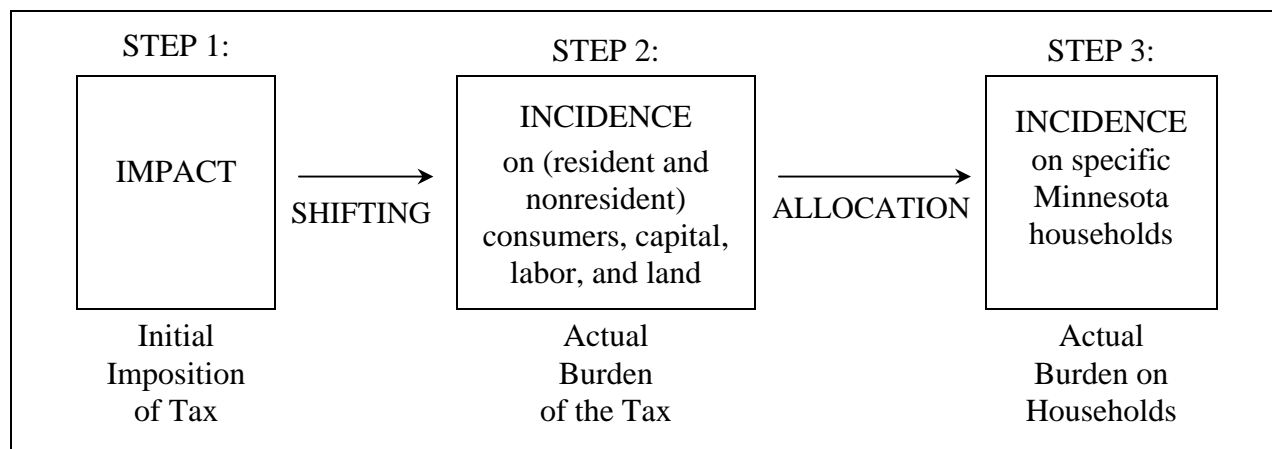 STEP 1:
IMPACT
Initial
Imposition
of Tax
SHIFTING
STEP 2:
INCIDENCE
on (resident and
nonresident)
consumers, capital,
labor, and land
Actual
Burden
of the Tax
ALLOCATION
STEP 3:
INCIDENCE
on specific
Minnesota
households
Actual
Burden on
Households